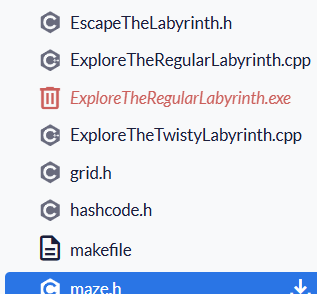 EscapeTheLabyrinth.h
ExploreTheRegularLabyrinth.cpp
ExploreTheRegularLabyrinth.exe
ExploreTheTwistyLabyrinth.cpp
grid.h
hashcode.h
makefile
maze.h